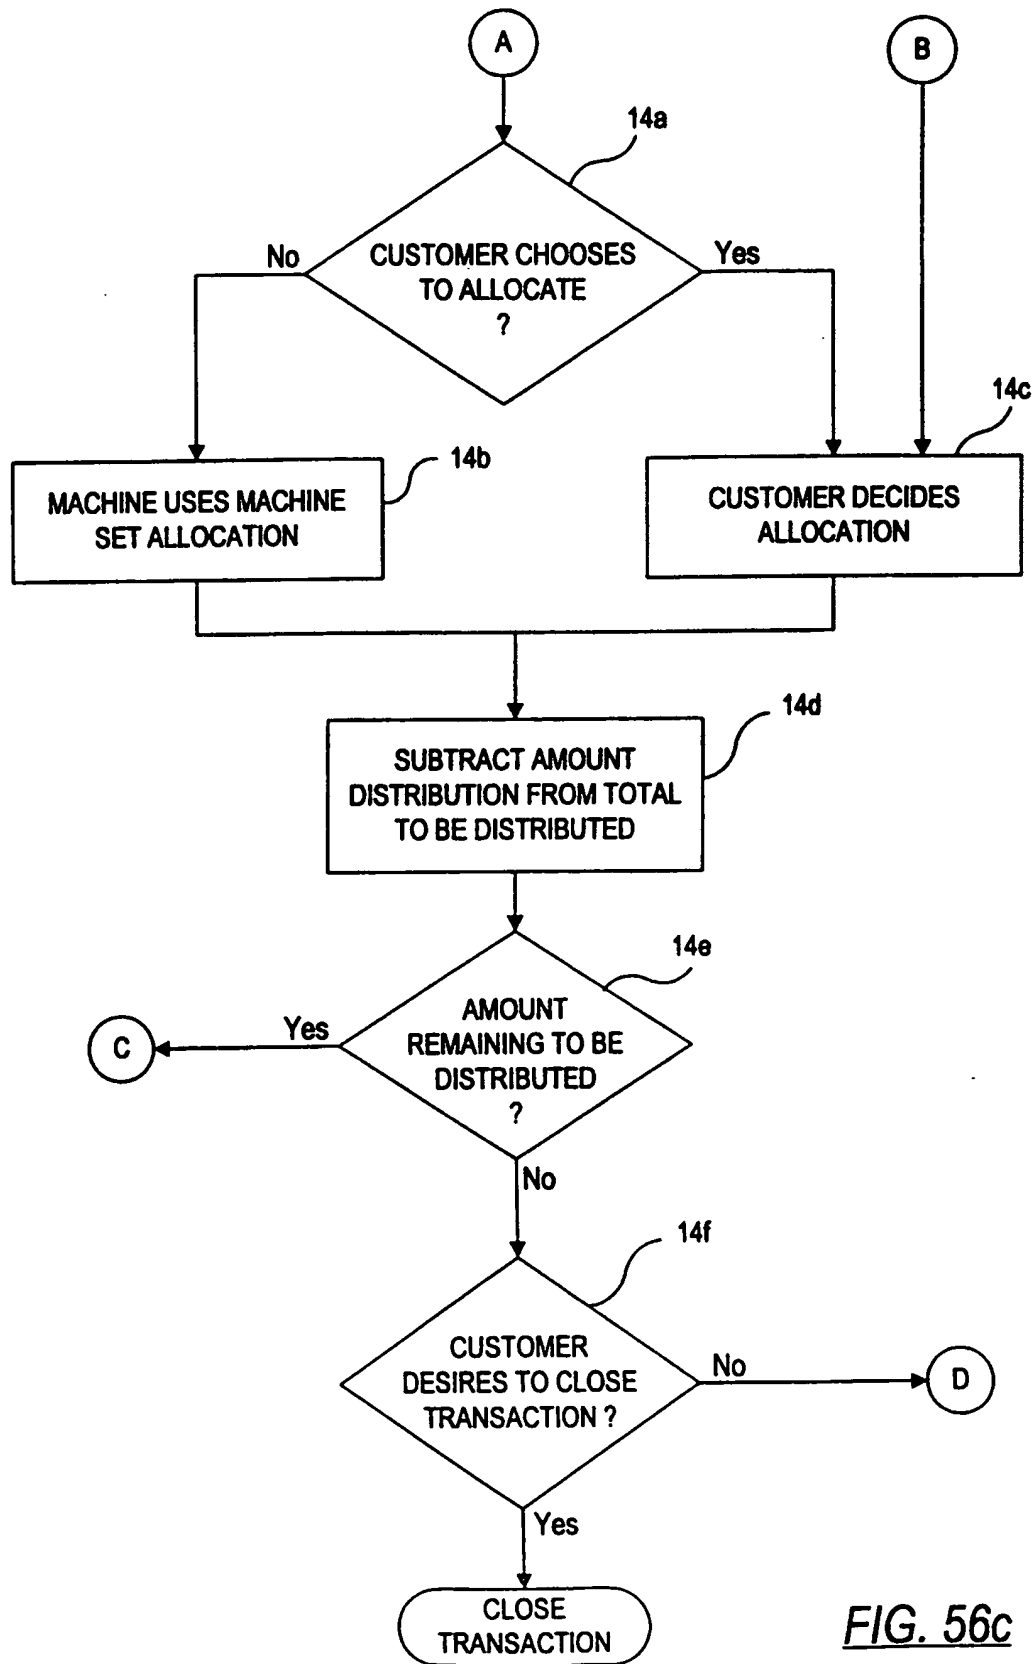 A
B
14a
No
CUSTOMER CHOOSES
TO ALLOCATE
?
Yes
14c
14b
MACHINE USES MACHINE
SET ALLOCATION
CUSTOMER DECIDES
ALLOCATION
14d
SUBTRACT AMOUNT
DISTRIBUTION FROM TOTAL
TO BE DISTRIBUTED
14e
C
Yes
AMOUNT
REMAINING TO BE
DISTRIBUTED
?
No
14f
CUSTOMER
DESIRES TO CLOSE
TRANSACTION ?
No
D
Yes
CLOSE
TRANSACTION
FIG. 56c